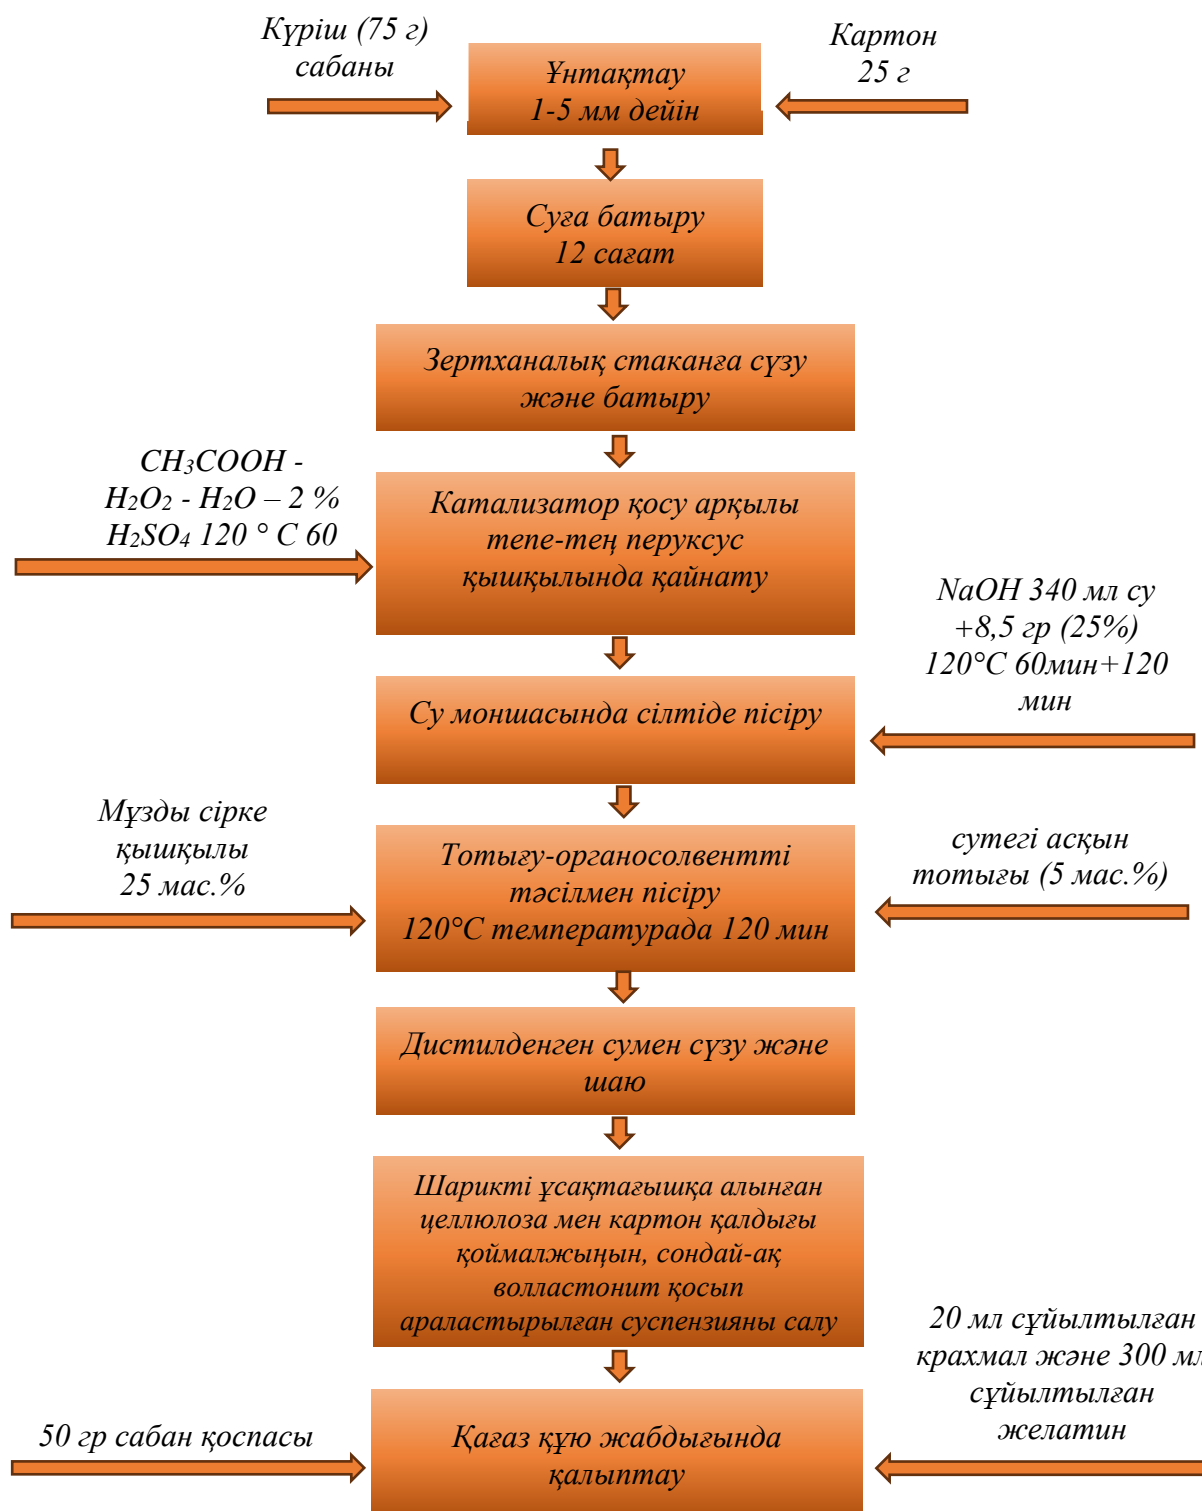 Күріш (75 г)
сабаны
Ұнтақтау
1-5 мм дейін
Картон
25 г
Суға батыру
12 сағат
Зертханалық стаканға сүзу
және батыру
CH₃COOH -
H₂O₂ - H₂O – 2 %
H₂SO₄ 120 ° C 60
Катализатор қосу арқылы
тепе-тең перуксус
қышқылында қайнату
NaOH 340 мл су
+8,5 гр (25%)
120°C 60мин+120
мин
Су моншасында сілтіде пісіру
Мұзды сірке
қышқылы
25 мас.%
Тотығу-органосолвентті
тәсілмен пісіру
120°C температурада 120 мин
сутегі асқын
тотығы (5 мас.%)
Дистилденген сумен сүзу және
шаю
Шарикті ұсақтағышқа алынған
целлюлоза мен картон қалдығы
қоймалжыңын, сондай-ақ
волластонит қосып
араластырылған суспензияны салу
20 мл сұйылтылған
крахмал және 300 мл
сұйылтылған
желатин
50 гр сабан қоспасы
Қағаз құю жабдығында
қалыптау